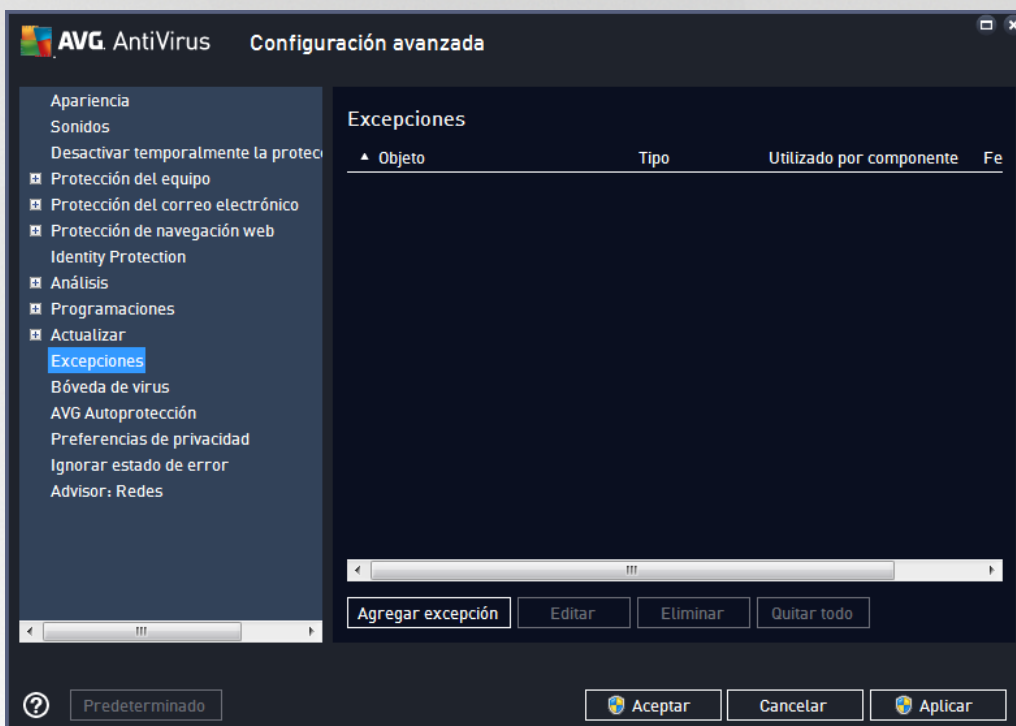 AVG. AntiVirus Configuración avanzada
Apariencia
Sonidos
Desactivar temporalmente la protec
Protección del equipo
Protección del correo electrónico
Protección de navegación web
Identity Protection
Análisis
Programaciones
Actualizar
Excepciones
Bóveda de virus
AVG Autoprotección
Preferencias de privacidad
Ignorar estado de error
Advisor: Redes
Excepciones
Objeto Tipo Utilizado por componente Fe
Agregar excepción Editar Eliminar Quitar todo
Predeterminado Aceptar Cancelar Aplicar